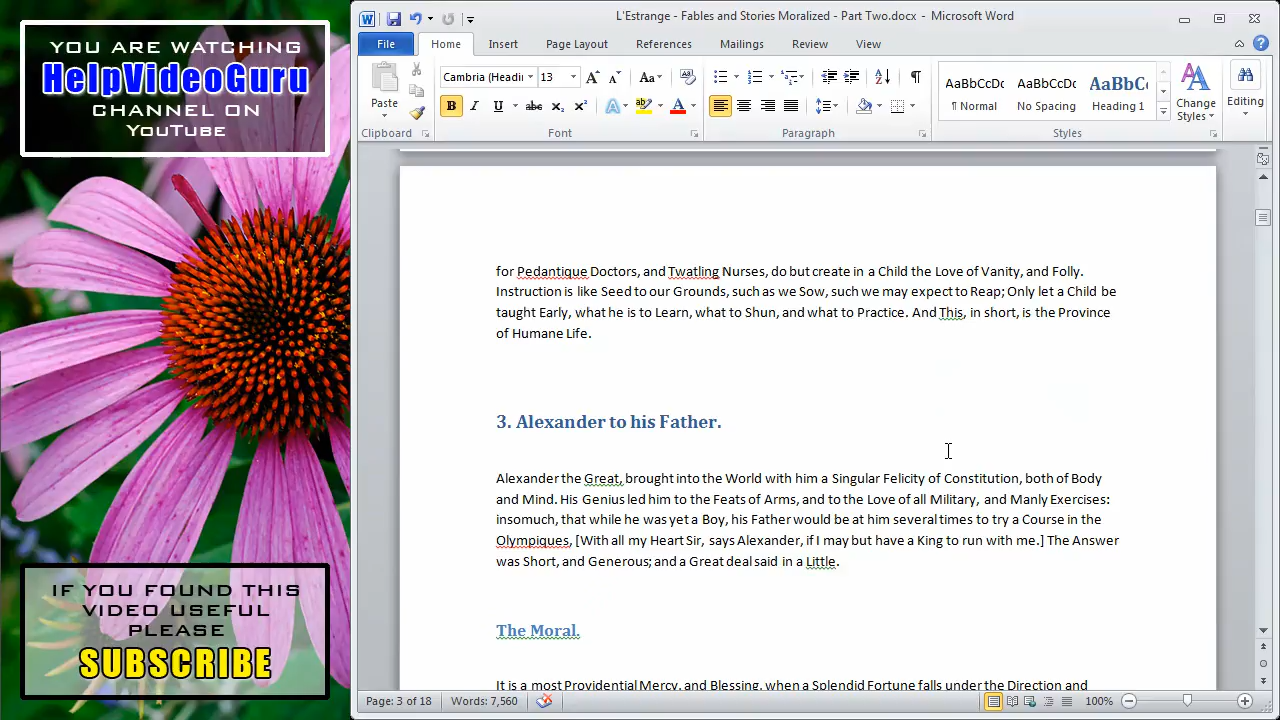 YOU ARE WATCHING
HelpVideoGuru
CHANNEL ON
YouTube
IF YOU FOUND THIS
VIDEO USEFUL
PLEASE
SUBSCRIBE
L'Estrange - Fables and Stories Moralized - Part Two.docx - Microsoft Word
File Home Insert Page Layout References Mailings Review View
Cambria (Headi 13
Paste
Clipboard Font Paragraph Styles
AaBbCcDc AaBbCcDc AaBbC
¶ Normal ¶ No Spacing Heading 1
Change Styles
Editing
for Pedantique Doctors, and Twatling Nurses, do but create in a Child the Love of Vanity, and Folly.
Instruction is like Seed to our Grounds, such as we Sow, such we may expect to Reap; Only let a Child be
taught Early, what he is to Learn, what to Shun, and what to Practice. And This, in short, is the Province
of Humane Life.
3. Alexander to his Father.
Alexander the Great, brought into the World with him a Singular Felicity of Constitution, both of Body
and Mind. His Genius led him to the Feats of Arms, and to the Love of all Military, and Manly Exercises:
insomuch, that while he was yet a Boy, his Father would be at him several times to try a Course in the
Olympiques, [With all my Heart Sir, says Alexander, if I may but have a King to run with me.] The Answer
was Short, and Generous; and a Great deal said in a Little.
The Moral.
It is a most Providential Mercy, and Blessing, when a Splendid Fortune falls under the Direction and
Page: 3 of 18 Words: 7,560 100%